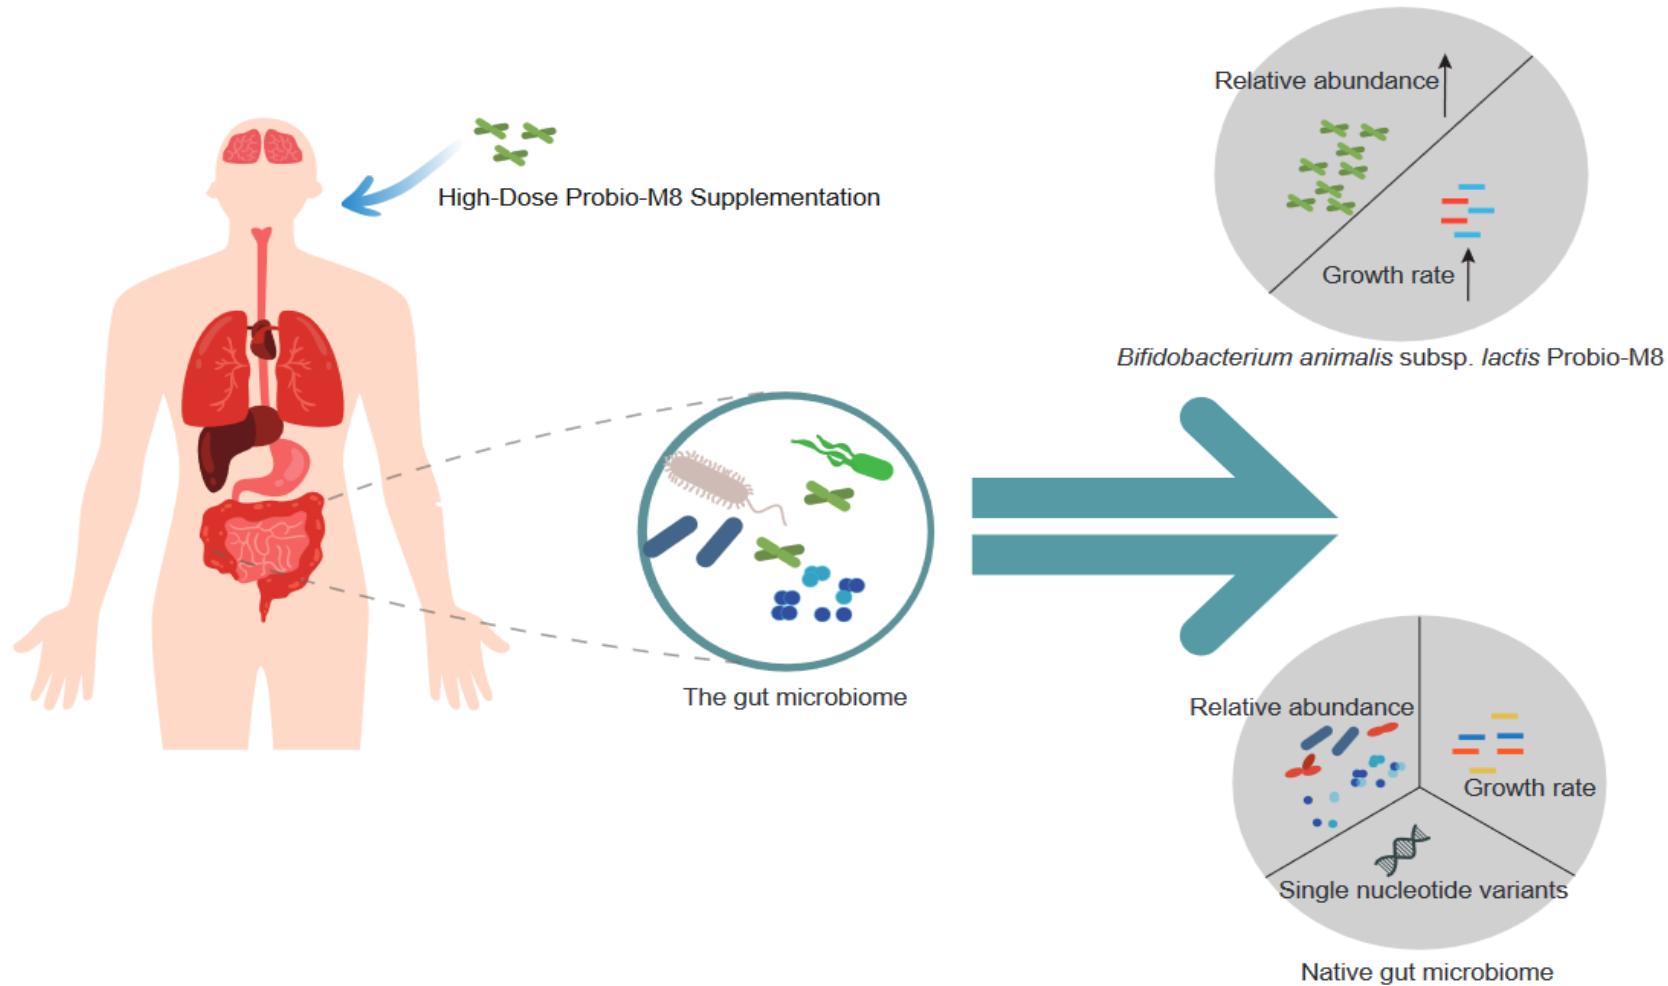 Relative abundance
High-Dose Probio-M8 Supplementation
Growth rate
Bifidobacterium animalis subsp. lactis Probio-M8
The gut microbiome
Relative abundance
Growth rate
Single nucleotide variants
Native gut microbiome